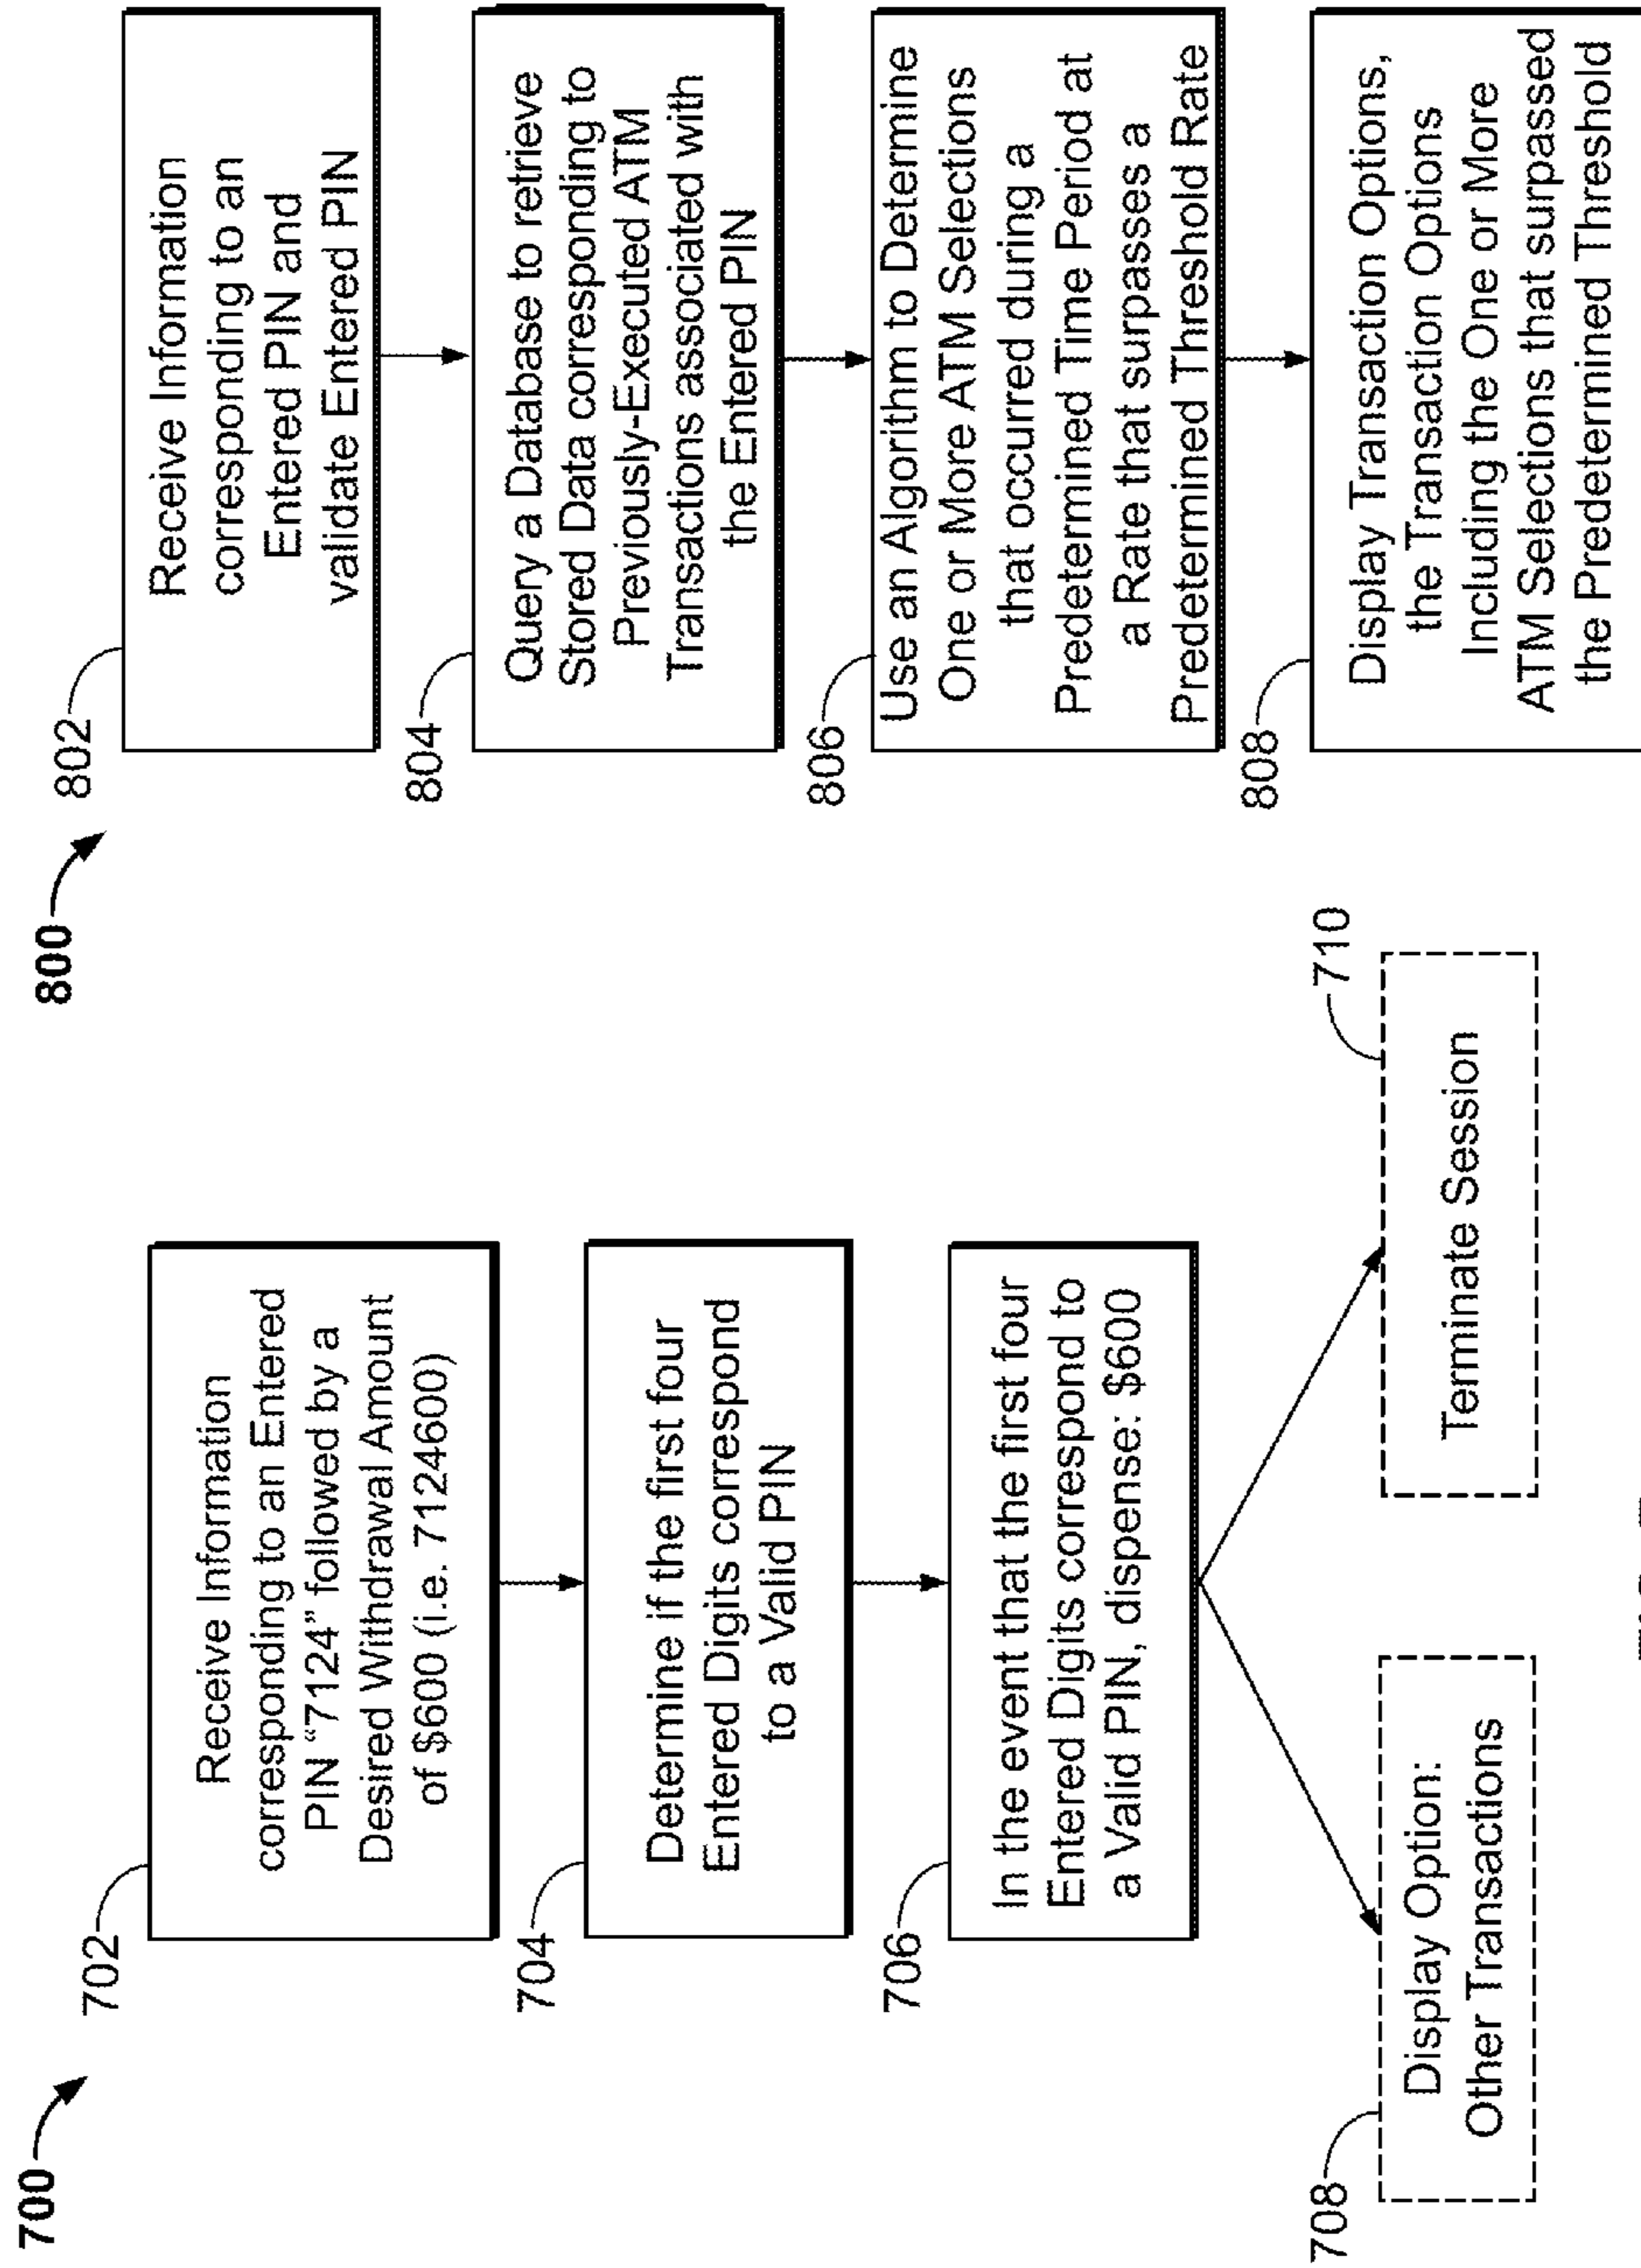 700
702
Receive Information
corresponding to an Entered
PIN “7124” followed by a
Desired Withdrawal Amount
of $600 (i.e. 7124600)
704
Determine if the first four
Entered Digits correspond
to a Valid PIN
706
In the event that the first four
Entered Digits correspond to
a Valid PIN, dispense: $600
708
Display Option:
Other Transactions
710
Terminate Session
800
802
Receive Information
corresponding to an
Entered PIN and
validate Entered PIN
804
Query a Database to retrieve
Stored Data corresponding to
Previously-Executed ATM
Transactions associated with
the Entered PIN
806
Use an Algorithm to Determine
One or More ATM Selections
that occurred during a
Predetermined Time Period at
a Rate that surpasses a
Predetermined Threshold Rate
808
Display Transaction Options,
the Transaction Options
Including the One or More
ATM Selections that surpassed
the Predetermined Threshold